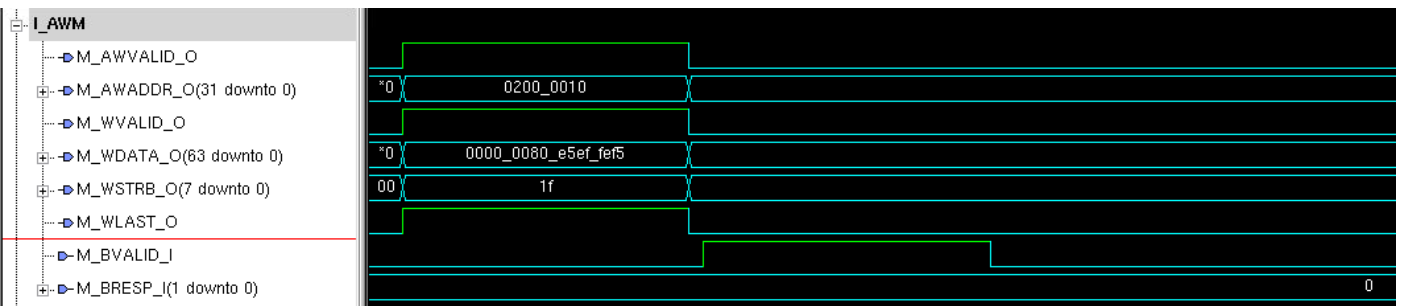 I_AWM
M_AWVALID_O
M_AWADDR_O(31 downto 0) *0 0200_0010
M_WVALID_O
M_WDATA_O(63 downto 0) *0 0000_0080_e5ef_fef5
M_WSTRB_O(7 downto 0) 00 1f
M_WLAST_O
M_BVALID_I
M_BRESP_I(1 downto 0) 0